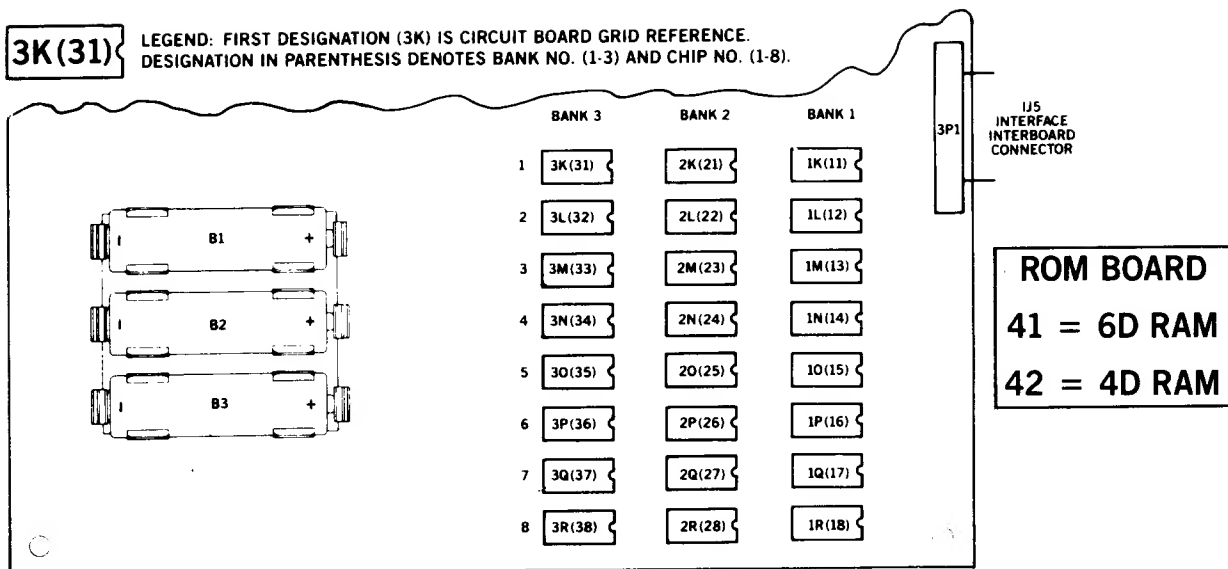 3K(31)
LEGEND: FIRST DESIGNATION (3K) IS CIRCUIT BOARD GRID REFERENCE.
DESIGNATION IN PARENTHESIS DENOTES BANK NO. (1-3) AND CHIP NO. (1-8).
BANK 3 BANK 2 BANK 1
3P1
1J5
INTERFACE
INTERBOARD
CONNECTOR
1 3K(31) 2K(21) 1K(11)
2 3L(32) 2L(22) 1L(12)
3 3M(33) 2M(23) 1M(13)
4 3N(34) 2N(24) 1N(14)
5 3O(35) 2O(25) 1O(15)
6 3P(36) 2P(26) 1P(16)
7 3Q(37) 2Q(27) 1Q(17)
8 3R(38) 2R(28) 1R(18)
- B1 +
- B2 +
- B3 +
ROM BOARD
41 = 6D RAM
42 = 4D RAM